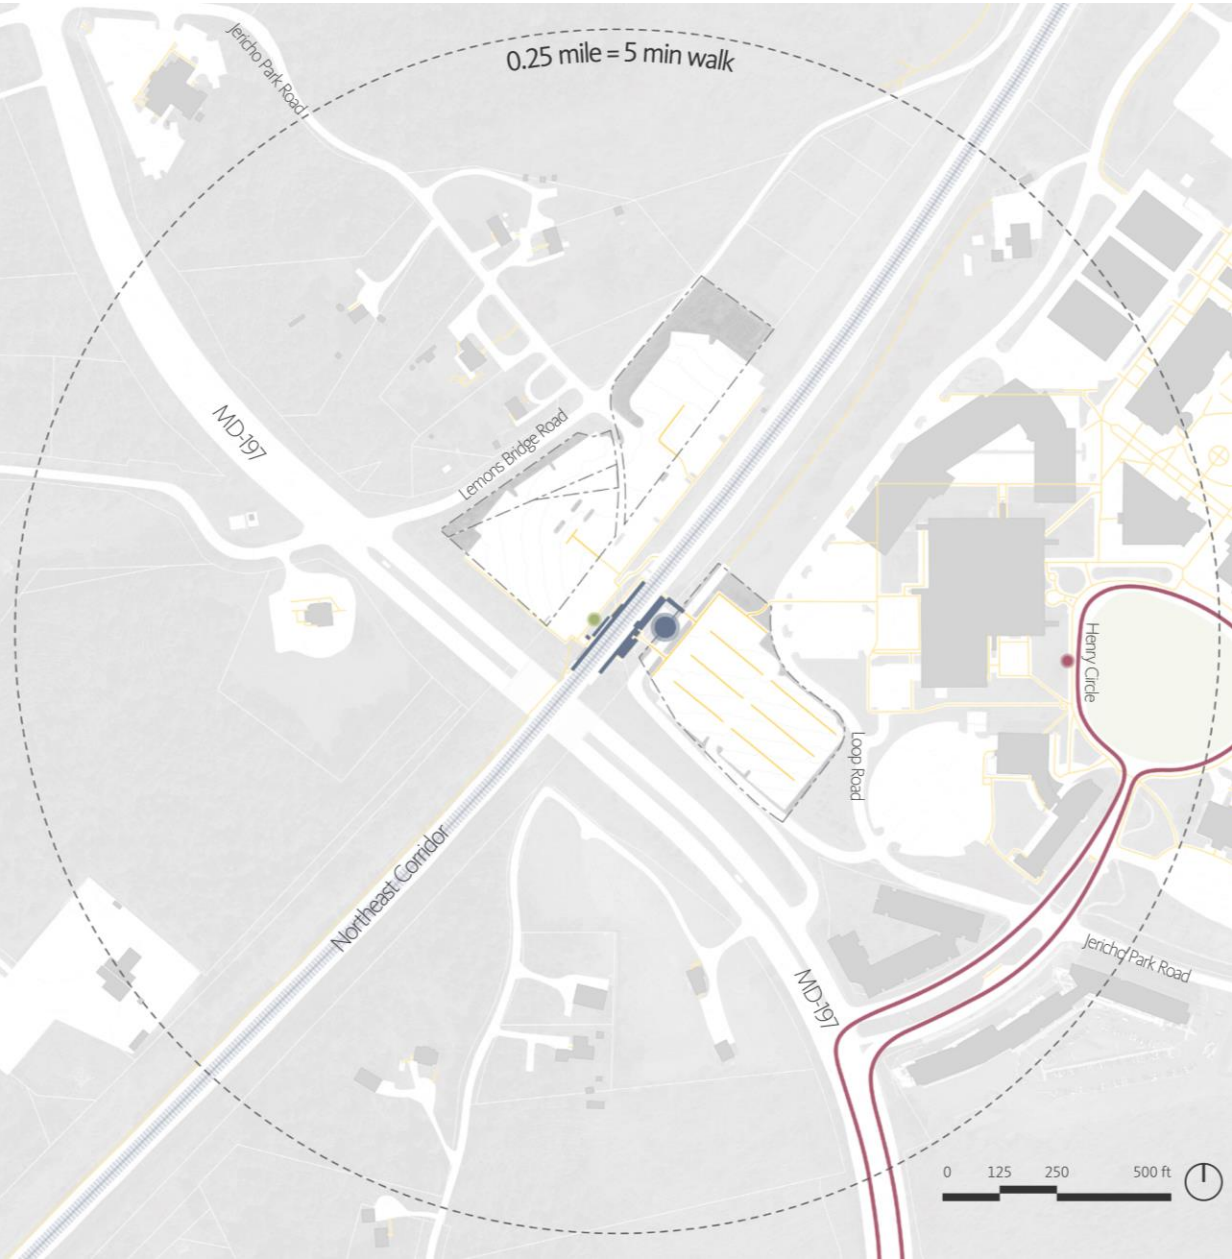 Jericho Park Road
0.25 mile = 5 min walk
MD-197
Lemons Bridge Road
Henry Circle
Loop Road
Northeast Corridor
Jericho Park Road
MD-197
0 125 250 500 ft